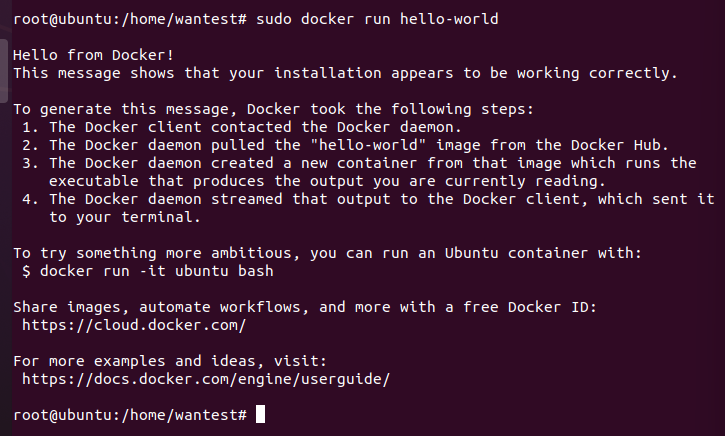 root@ubuntu:/home/wantest# sudo docker run hello-world
Hello from Docker!
This message shows that your installation appears to be working correctly.
To generate this message, Docker took the following steps:
1. The Docker client contacted the Docker daemon.
2. The Docker daemon pulled the "hello-world" image from the Docker Hub.
3. The Docker daemon created a new container from that image which runs the
executable that produces the output you are currently reading.
4. The Docker daemon streamed that output to the Docker client, which sent it
to your terminal.
To try something more ambitious, you can run an Ubuntu container with:
$ docker run -it ubuntu bash
Share images, automate workflows, and more with a free Docker ID:
https://cloud.docker.com/
For more examples and ideas, visit:
https://docs.docker.com/engine/userguide/
root@ubuntu:/home/wantest#